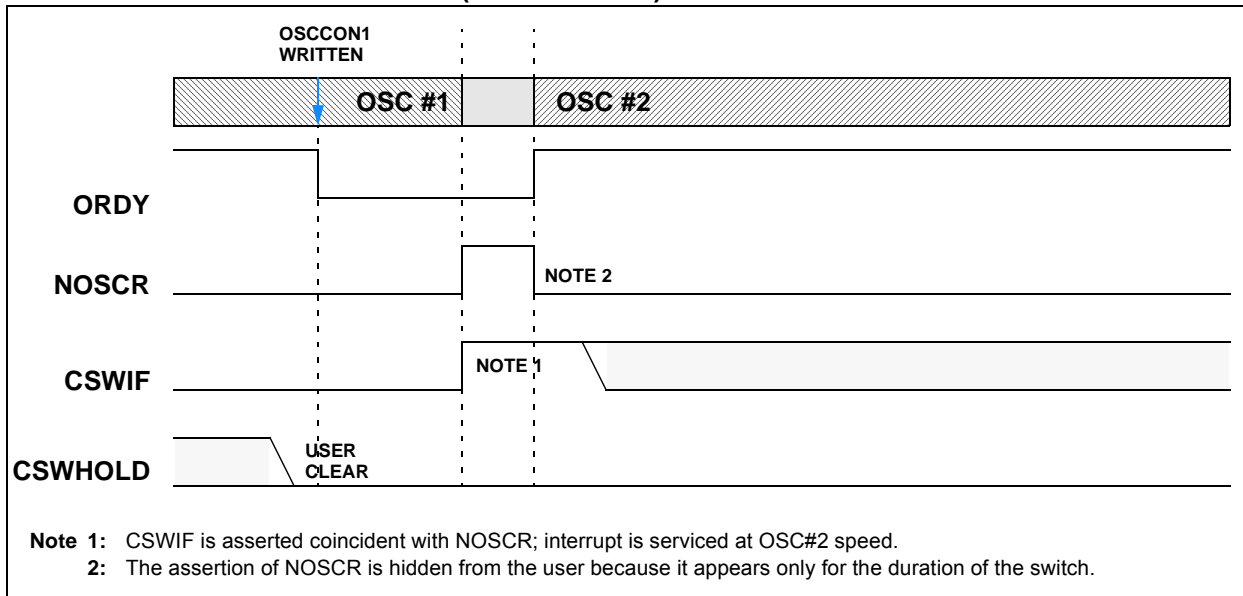 OSCCON1
WRITTEN
OSC #1
OSC #2
ORDY
NOSCR
NOTE 2
CSWIF
NOTE 1
CSWHOLD
USER
CLEAR
Note 1: CSWIF is asserted coincident with NOSCR; interrupt is serviced at OSC#2 speed.
2: The assertion of NOSCR is hidden from the user because it appears only for the duration of the switch.